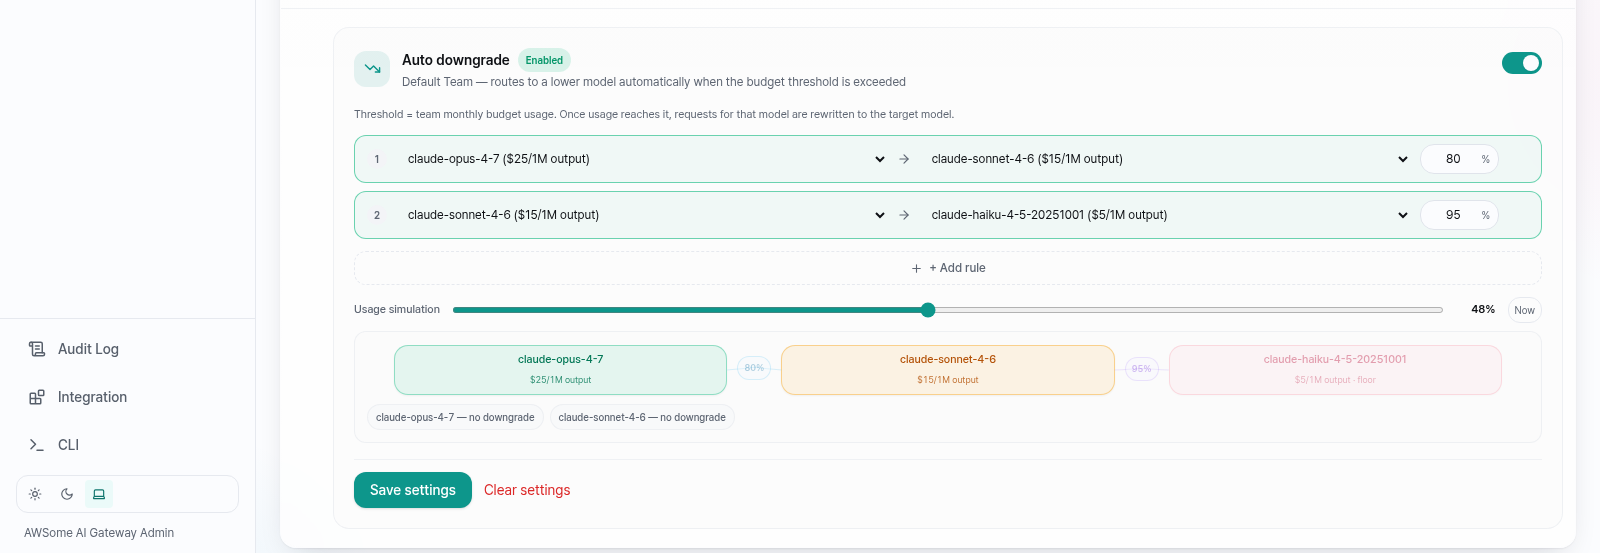 Auto downgrade Enabled
Default Team — routes to a lower model automatically when the budget threshold is exceeded
Threshold = team monthly budget usage. Once usage reaches it, requests for that model are rewritten to the target model.
1 claude-opus-4-7 ($25/1M output) → claude-sonnet-4-6 ($15/1M output) 80 %
2 claude-sonnet-4-6 ($15/1M output) → claude-haiku-4-5-20251001 ($5/1M output) 95 %
+ + Add rule
Usage simulation 48% Now
claude-opus-4-7 80% claude-sonnet-4-6 95% claude-haiku-4-5-20251001
$25/1M output $15/1M output $5/1M output · floor
claude-opus-4-7 — no downgrade claude-sonnet-4-6 — no downgrade
Save settings Clear settings
Audit Log
Integration
CLI
AWSome AI Gateway Admin